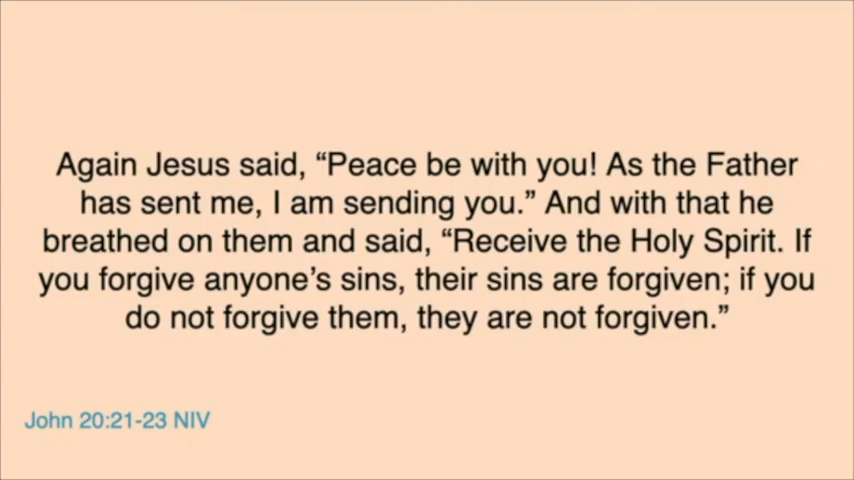 Again Jesus said, “Peace be with you! As the Father
has sent me, I am sending you.” And with that he
breathed on them and said, “Receive the Holy Spirit. If
you forgive anyone’s sins, their sins are forgiven; if you
do not forgive them, they are not forgiven.”
John 20:21-23 NIV